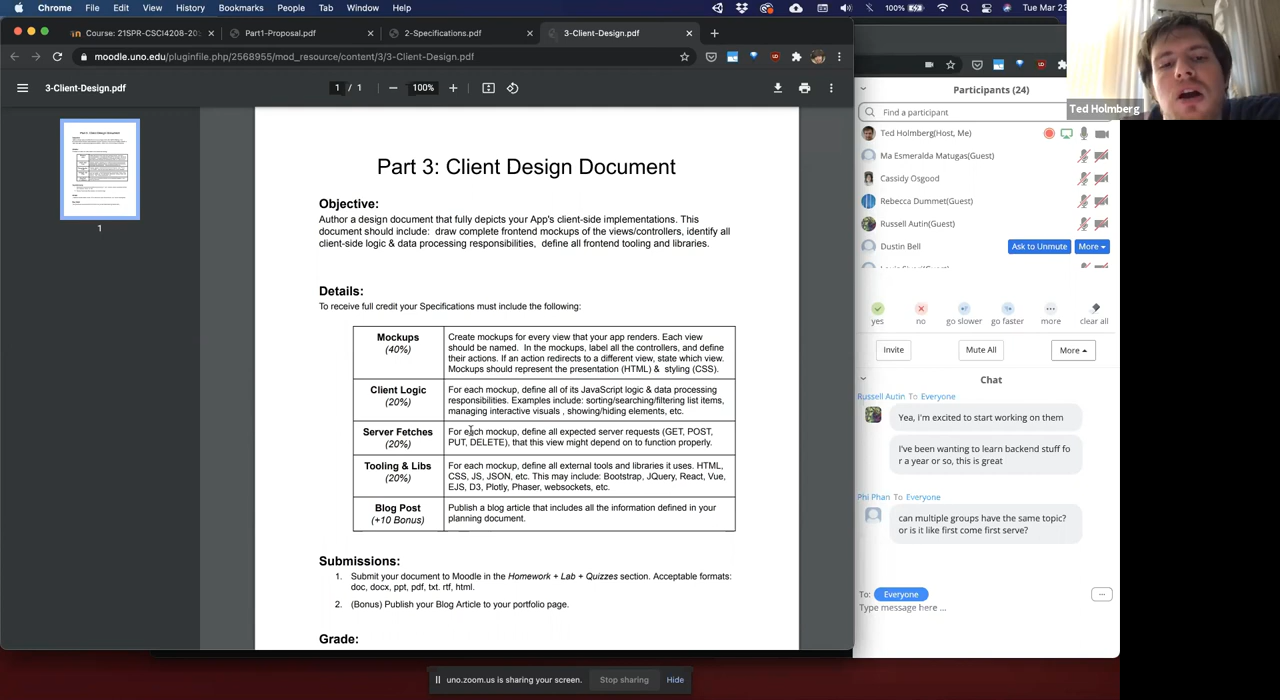 Chrome File Edit View History Bookmarks People Tab Window Help
100% Tue Mar 23
Course: 21SPR-CSCI4208-20 Part1-Proposal.pdf 2-Specifications.pdf 3-Client-Design.pdf
moodle.uno.edu/pluginfile.php/2568955/mod_resource/content/3/3-Client-Design.pdf
3-Client-Design.pdf 1 / 1 100%
1
Part 3: Client Design Document
Objective:
Author a design document that fully depicts your App's client-side implementations. This
document should include: draw complete frontend mockups of the views/controllers, identify all
client-side logic & data processing responsibilities, define all frontend tooling and libraries.
Details:
To receive full credit your Specifications must include the following:
Mockups
(40%)
Create mockups for every view that your app renders. Each view
should be named. In the mockups, label all the controllers, and define
their actions. If an action redirects to a different view, state which view.
Mockups should represent the presentation (HTML) & styling (CSS).
Client Logic
(20%)
For each mockup, define all of its JavaScript logic & data processing
responsibilities. Examples include: sorting/searching/filtering list items,
managing interactive visuals , showing/hiding elements, etc.
Server Fetches
(20%)
For each mockup, define all expected server requests (GET, POST,
PUT, DELETE), that this view might depend on to function properly.
Tooling & Libs
(20%)
For each mockup, define all external tools and libraries it uses. HTML,
CSS, JS, JSON, etc. This may include: Bootstrap, JQuery, React, Vue,
EJS, D3, Plotly, Phaser, websockets, etc.
Blog Post
(+10 Bonus)
Publish a blog article that includes all the information defined in your
planning document.
Submissions:
1. Submit your document to Moodle in the Homework + Lab + Quizzes section. Acceptable formats:
doc, docx, ppt, pdf, txt. rtf, html.
2. (Bonus) Publish your Blog Article to your portfolio page.
Grade:
Ted Holmberg
Participants (24)
Find a participant
Ted Holmberg(Host, Me)
Ma Esmeralda Matugas(Guest)
Cassidy Osgood
Rebecca Dummet(Guest)
Russell Autin(Guest)
Dustin Bell Ask to Unmute More
yes no go slower go faster more clear all
Invite Mute All More
Chat
Russell Autin To Everyone
Yea, i'm excited to start working on them
I've been wanting to learn backend stuff fo
r a year or so, this is great
Phi Phan To Everyone
can multiple groups have the same topic?
or is it like first come first serve?
To: Everyone
Type message here ...
uno.zoom.us is sharing your screen. Stop sharing Hide